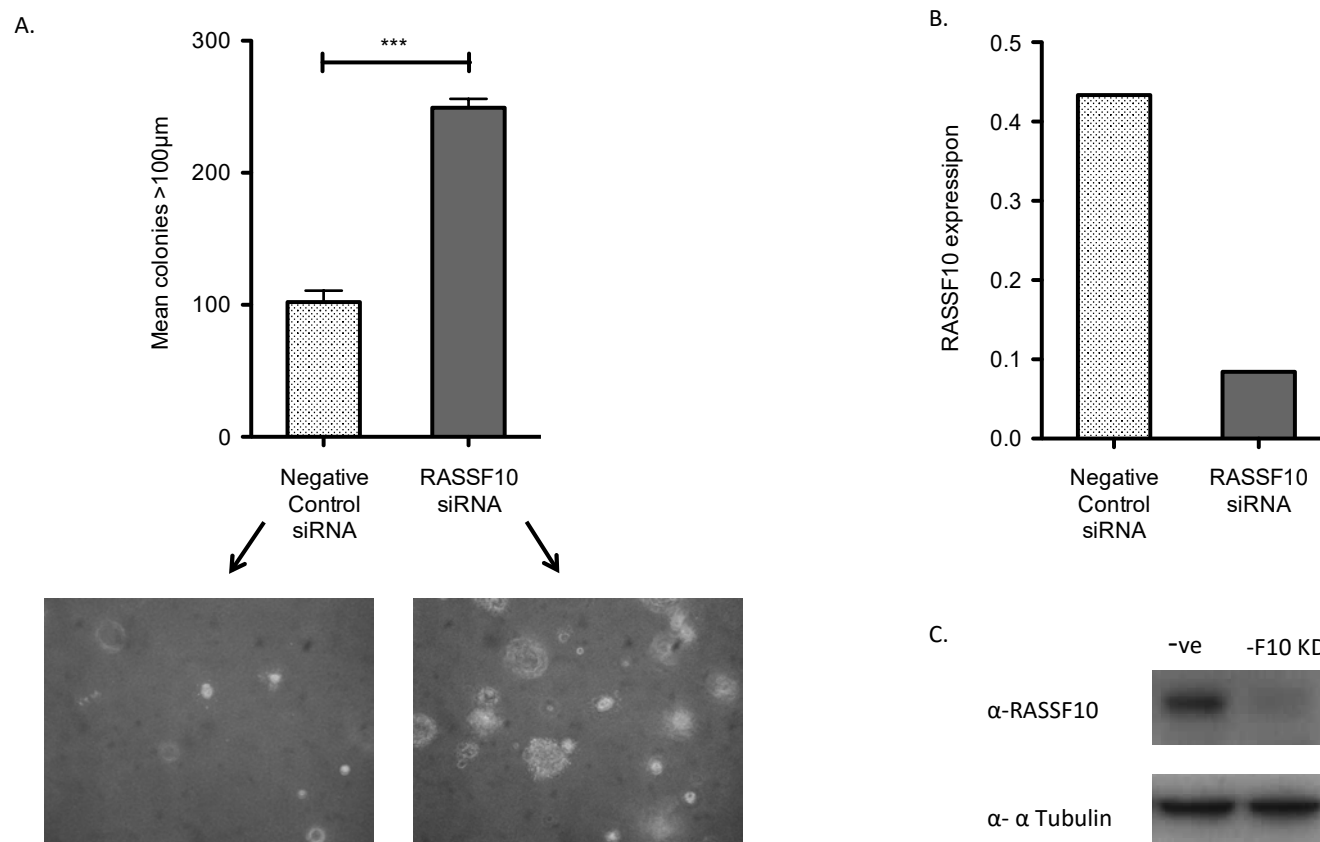 A.
300
200
100
0
Mean colonies >100µm
***
Negative
Control
siRNA
RASSF10
siRNA
B.
0.5
0.4
0.3
0.2
0.1
0.0
RASSF10 expressipon
Negative
Control
siRNA
RASSF10
siRNA
C.
-ve -F10 KD
α-RASSF10
α- α Tubulin